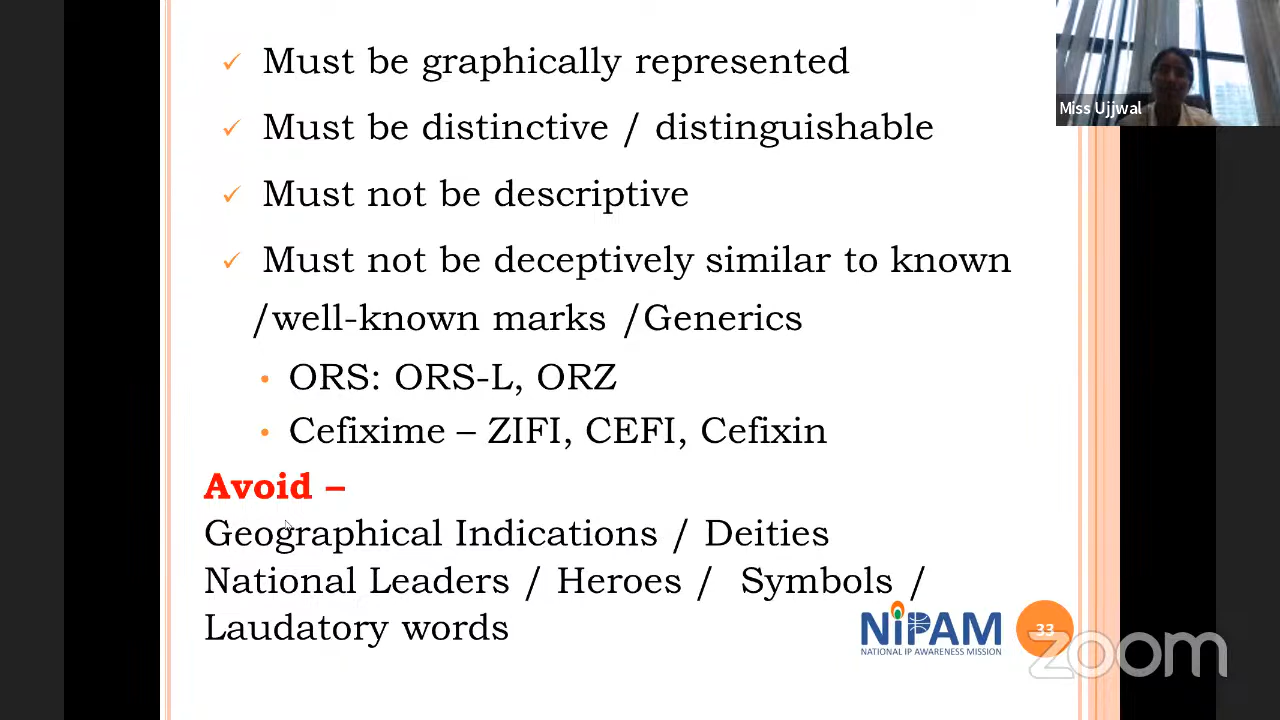 ✓ Must be graphically represented
Miss Ujjwal
✓ Must be distinctive / distinguishable
✓ Must not be descriptive
✓ Must not be deceptively similar to known
/well-known marks /Generics
• ORS: ORS-L, ORZ
• Cefixime – ZIFI, CEFI, Cefixin
Avoid –
Geographical Indications / Deities
National Leaders / Heroes / Symbols /
Laudatory words
NIPAM
NATIONAL IP AWARENESS MISSION
33
zoom